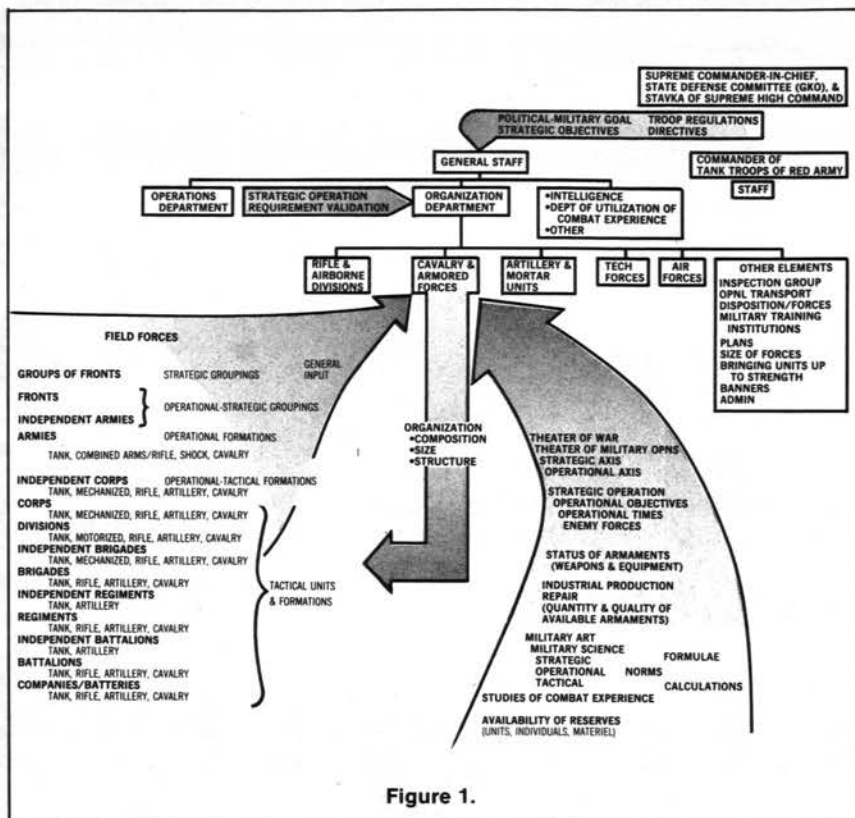 SUPREME COMMANDER-IN-CHIEF,
STATE DEFENSE COMMITTEE (GKO), &
STAVKA OF SUPREME HIGH COMMAND
POLITICAL-MILITARY GOAL TROOP REGULATIONS
STRATEGIC OBJECTIVES DIRECTIVES
GENERAL STAFF
COMMANDER OF
TANK TROOPS OF RED ARMY
STAFF
OPERATIONS
DEPARTMENT
STRATEGIC OPERATION
REQUIREMENT VALIDATION
ORGANIZATION
DEPARTMENT
•INTELLIGENCE
•DEPT OF UTILIZATION OF
COMBAT EXPERIENCE
•OTHER
RIFLE &
AIRBORNE
DIVISIONS
CAVALRY &
ARMORED
FORCES
ARTILLERY &
MORTAR
UNITS
TECH
FORCES
AIR
FORCES
OTHER ELEMENTS
INSPECTION GROUP
OPNL TRANSPORT
DISPOSITION/FORCES
MILITARY TRAINING
INSTITUTIONS
PLANS
SIZE OF FORCES
BRINGING UNITS UP
TO STRENGTH
BANNERS
ADMIN
FIELD FORCES
GROUPS OF FRONTS STRATEGIC GROUPINGS
GENERAL
INPUT
FRONTS
INDEPENDENT ARMIES
OPERATIONAL-STRATEGIC GROUPINGS
ARMIES OPERATIONAL FORMATIONS
TANK, COMBINED ARMS/RIFLE, SHOCK, CAVALRY
INDEPENDENT CORPS OPERATIONAL-TACTICAL FORMATIONS
TANK, MECHANIZED, RIFLE, ARTILLERY, CAVALRY
CORPS
TANK, MECHANIZED, RIFLE, ARTILLERY, CAVALRY
DIVISIONS
TANK, MOTORIZED, RIFLE, ARTILLERY, CAVALRY
INDEPENDENT BRIGADES
TANK, MECHANIZED, RIFLE, ARTILLERY, CAVALRY
BRIGADES
TANK, RIFLE, ARTILLERY, CAVALRY
INDEPENDENT REGIMENTS
TANK, ARTILLERY
REGIMENTS
TANK, RIFLE, ARTILLERY, CAVALRY
INDEPENDENT BATTALIONS
TANK, ARTILLERY
BATTALIONS
TANK, RIFLE, ARTILLERY, CAVALRY
COMPANIES/BATTERIES
TANK, RIFLE, ARTILLERY, CAVALRY
TACTICAL UNITS
& FORMATIONS
ORGANIZATION
•COMPOSITION
•SIZE
•STRUCTURE
THEATER OF WAR
THEATER OF MILITARY OPNS
STRATEGIC AXIS
OPERATIONAL AXIS
STRATEGIC OPERATION
OPERATIONAL OBJECTIVES
OPERATIONAL TIMES
ENEMY FORCES
STATUS OF ARMAMENTS
(WEAPONS & EQUIPMENT)
INDUSTRIAL PRODUCTION
REPAIR
(QUANTITY & QUALITY OF
AVAILABLE ARMAMENTS)
MILITARY ART
MILITARY SCIENCE
STRATEGIC
OPERATIONAL
TACTICAL
NORMS
FORMULAE
CALCULATIONS
STUDIES OF COMBAT EXPERIENCE
AVAILABILITY OF RESERVES
(UNITS, INDIVIDUALS, MATERIEL)
Figure 1.